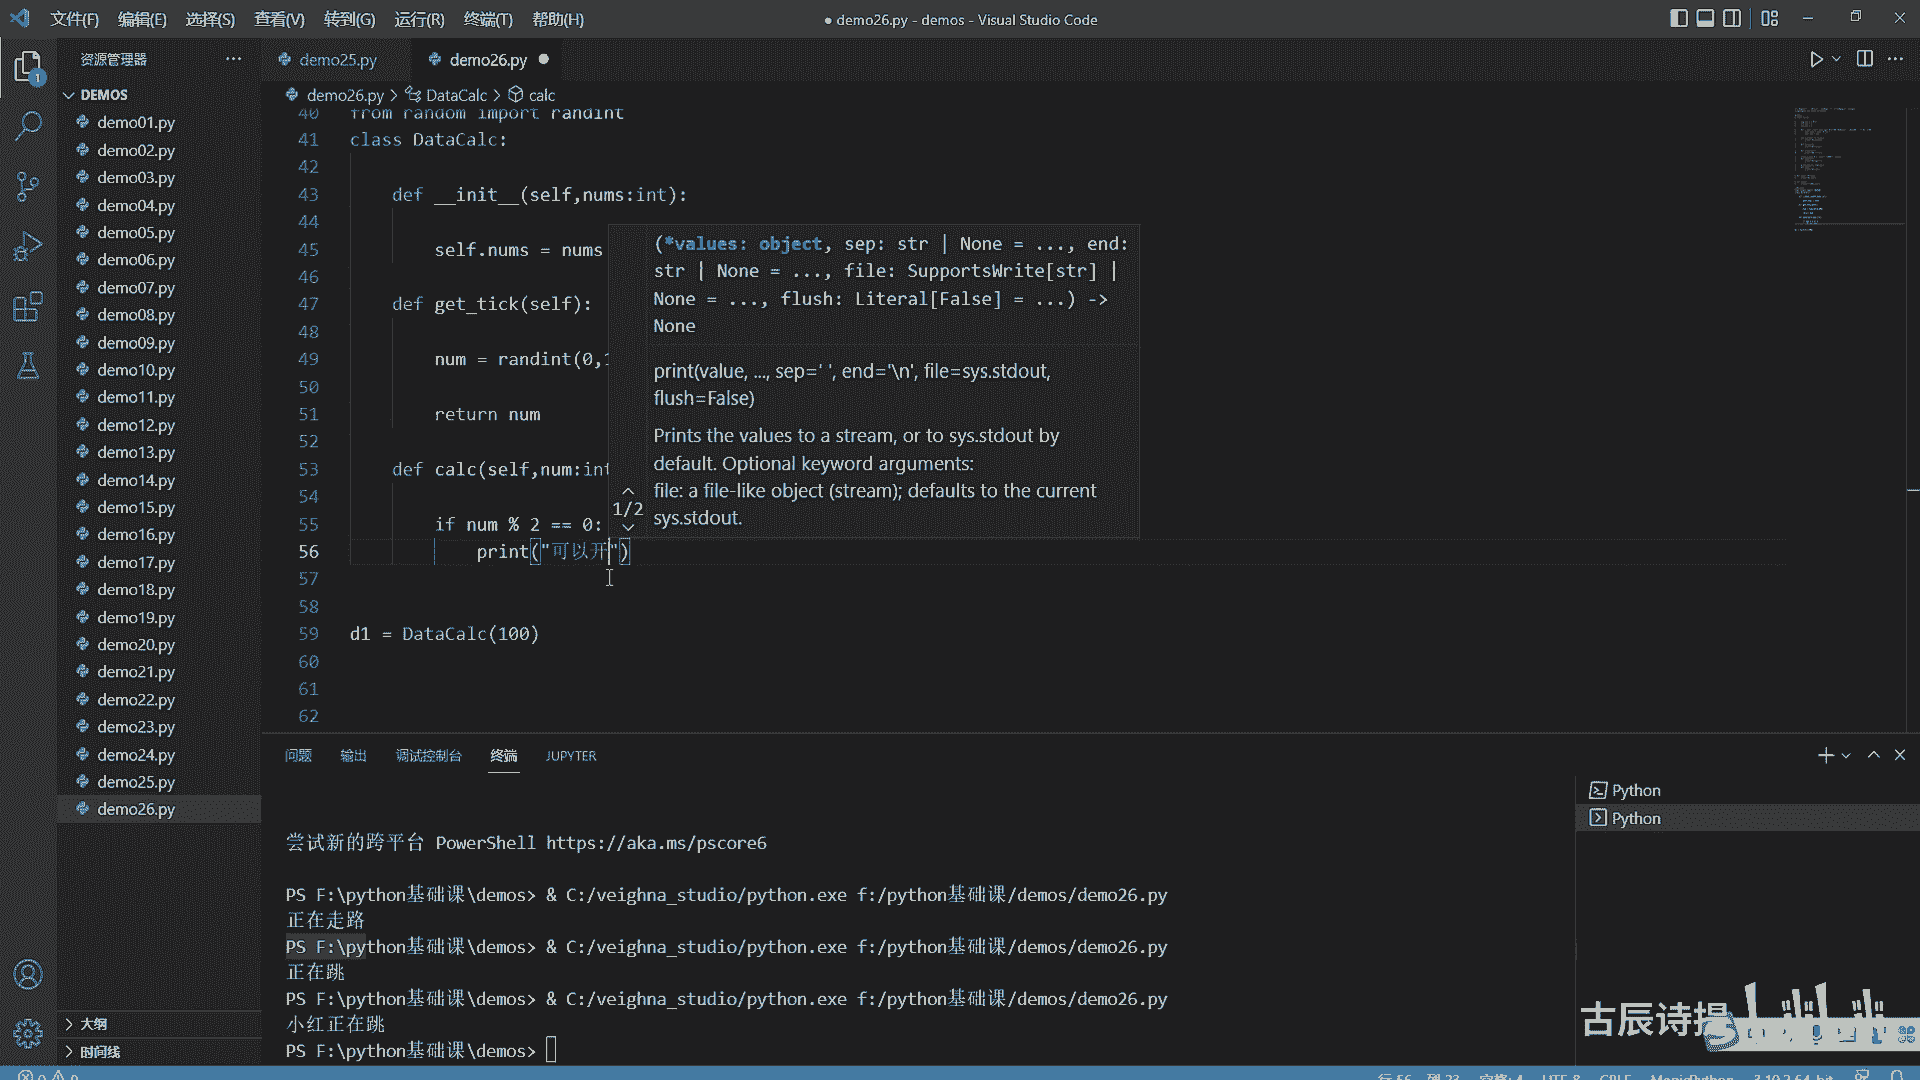 文件(F) 编辑(E) 选择(S) 查看(V) 转到(G) 运行(R) 终端(T) 帮助(H)
● demo26.py - demos - Visual Studio Code
资源管理器
DEMOS
demo01.py
demo02.py
demo03.py
demo04.py
demo05.py
demo06.py
demo07.py
demo08.py
demo09.py
demo10.py
demo11.py
demo12.py
demo13.py
demo14.py
demo15.py
demo16.py
demo17.py
demo18.py
demo19.py
demo20.py
demo21.py
demo22.py
demo23.py
demo24.py
demo25.py
demo26.py
大纲
时间线
demo25.py demo26.py
demo26.py > DataCalc > calc
40 from random import randint
41 class DataCalc:
42
43 def __init__(self,nums:int):
44
45 self.nums = nums
46
47 def get_tick(self):
48
49 num = randint(0,1
50
51 return num
52
53 def calc(self,num:int
54
55 if num % 2 == 0:
56 print("可以开")
57
58
59 d1 = DataCalc(100)
60
61
62
(*values: object, sep: str | None = ..., end:
str | None = ..., file: SupportsWrite[str] |
None = ..., flush: Literal[False] = ...) ->
None
print(value, ..., sep=' ', end='\n', file=sys.stdout,
flush=False)
Prints the values to a stream, or to sys.stdout by
default. Optional keyword arguments:
file: a file-like object (stream); defaults to the current
sys.stdout.
1/2
问题 输出 调试控制台 终端 JUPYTER
尝试新的跨平台 PowerShell https://aka.ms/pscore6
PS F:\python基础课\demos> & C:/veighna_studio/python.exe f:/python基础课/demos/demo26.py
正在走路
PS F:\python基础课\demos> & C:/veighna_studio/python.exe f:/python基础课/demos/demo26.py
正在跳
PS F:\python基础课\demos> & C:/veighna_studio/python.exe f:/python基础课/demos/demo26.py
小红正在跳
PS F:\python基础课\demos>
Python
Python
古辰诗提